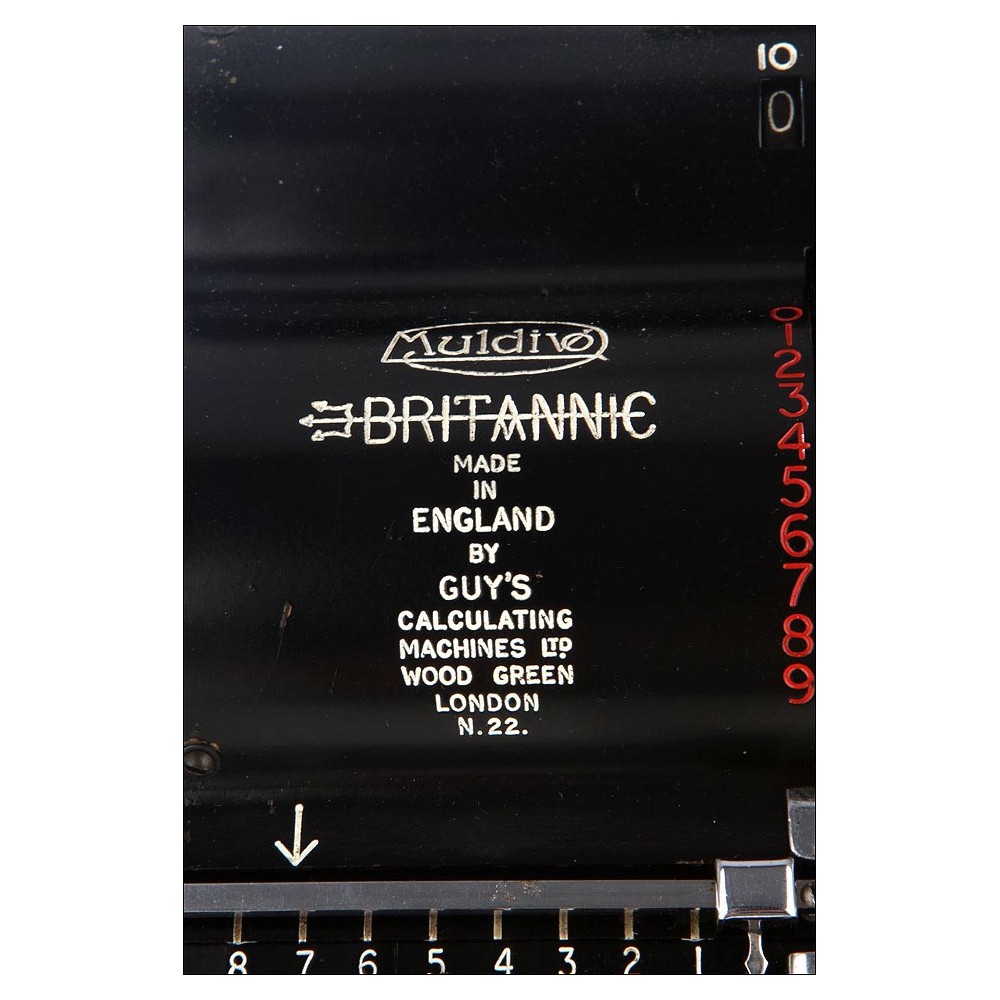 10
0
Muldivo
BRITANNIC
MADE
IN
ENGLAND
BY
GUY'S
CALCULATING
MACHINES LTD
WOOD GREEN
LONDON
N.22.
0
1
2
3
4
5
6
7
8
9
8 7 6 5 4 3 2 1